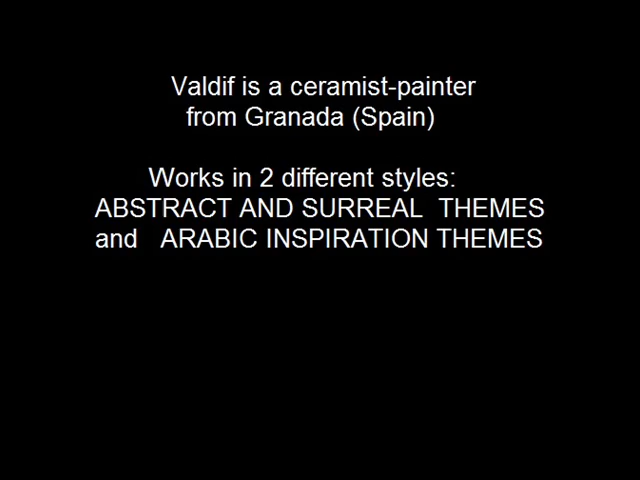 Valdif is a ceramist-painter
from Granada (Spain)
Works in 2 different styles:
ABSTRACT AND SURREAL THEMES
and ARABIC INSPIRATION THEMES